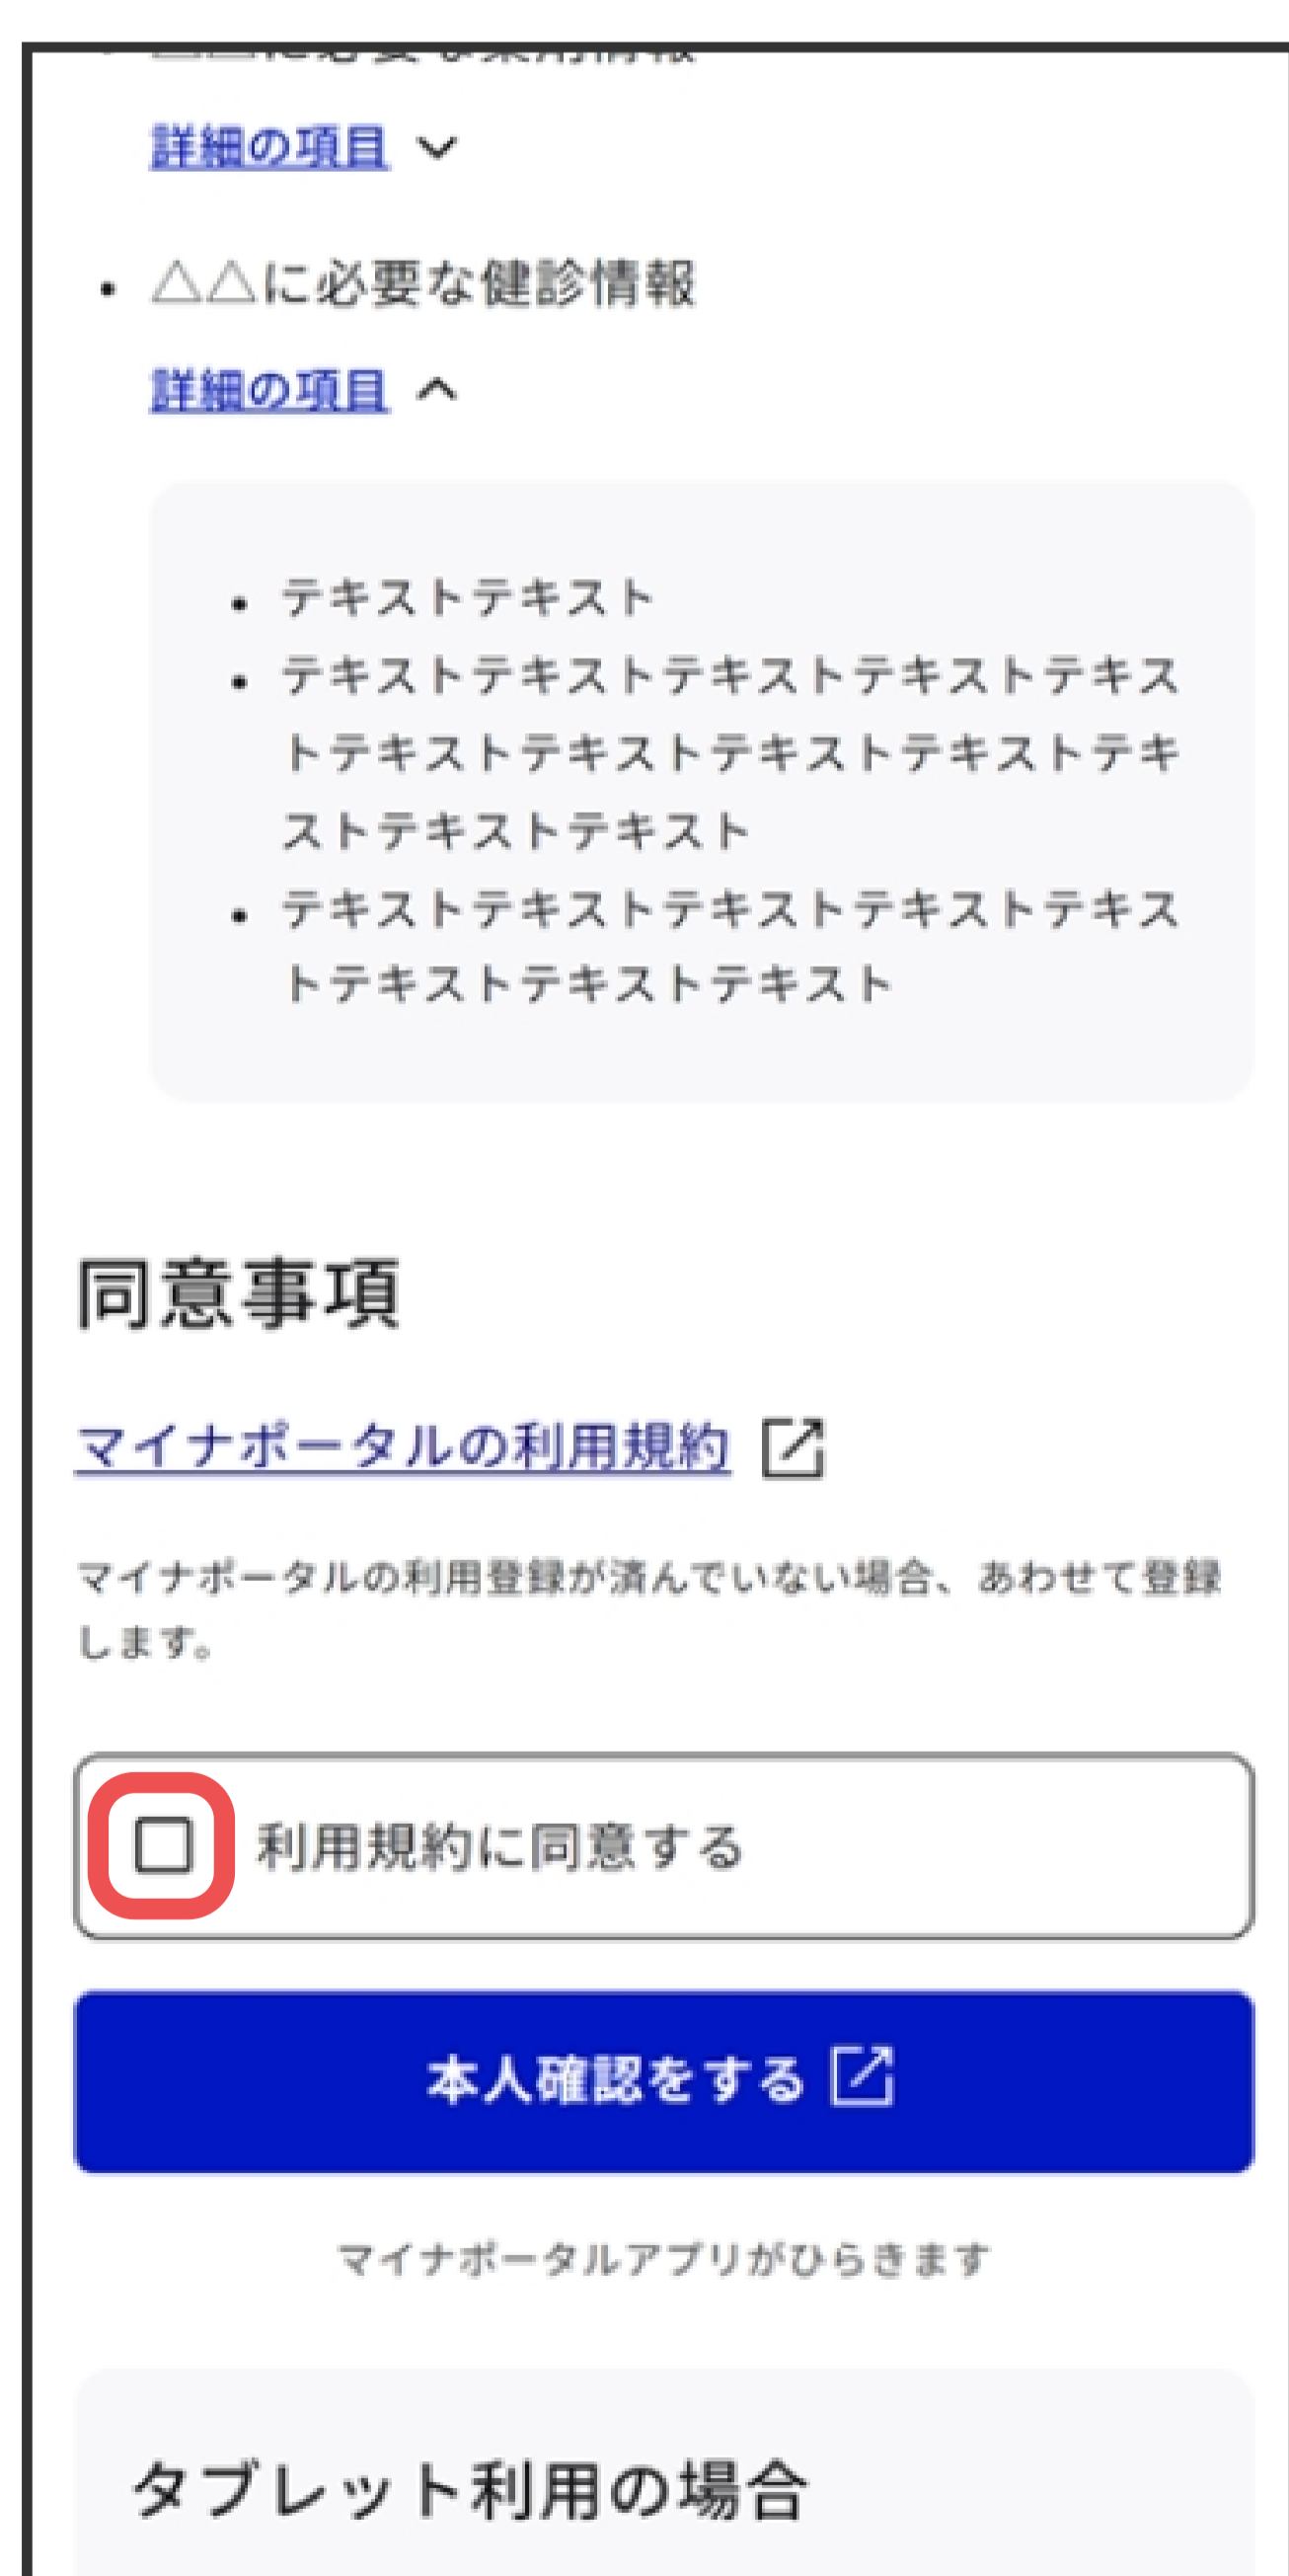 △△に必要な薬剤情報
詳細の項目
• △△に必要な健診情報
詳細の項目
• テキストテキスト
• テキストテキストテキストテキストテキス
トテキストテキストテキストテキストテキ
ストテキストテキスト
• テキストテキストテキストテキストテキス
トテキストテキストテキスト
同意事項
マイナポータルの利用規約
マイナポータルの利用登録が済んでいない場合、あわせて登録
します。
利用規約に同意する
本人確認をする
マイナポータルアプリがひらきます
タブレット利用の場合